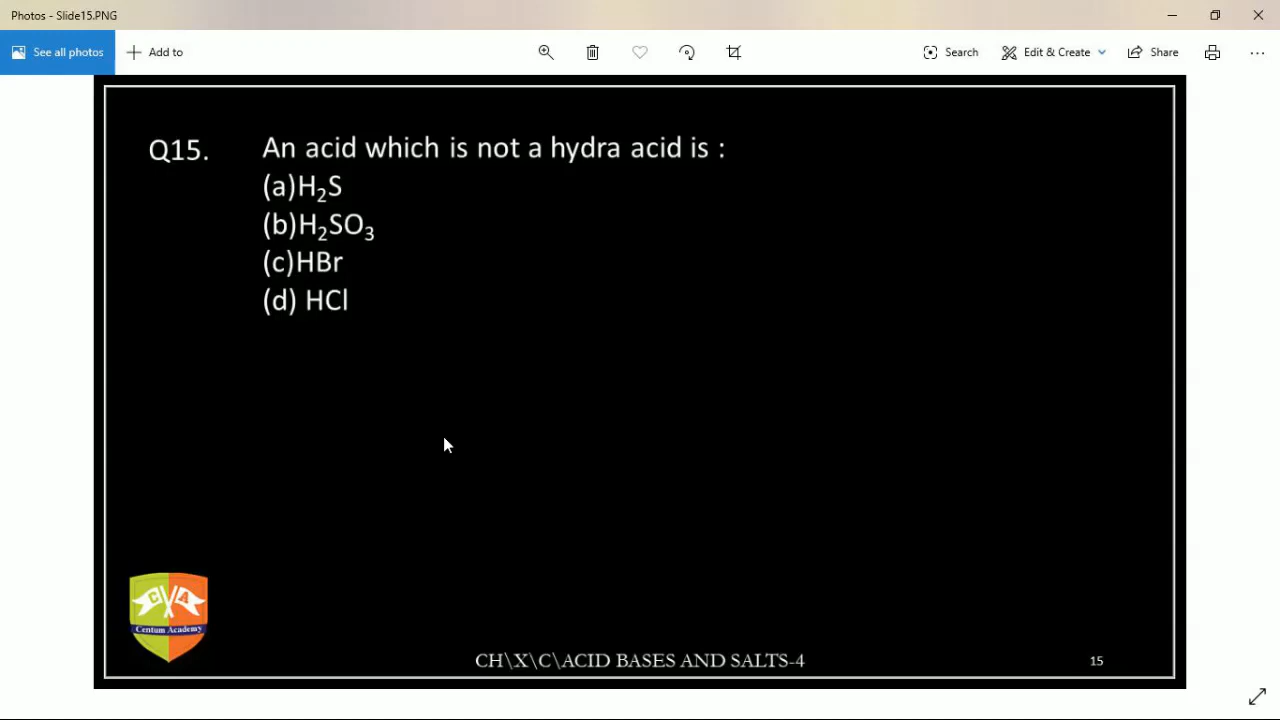 Photos - Slide15.PNG
See all photos
Add to
Search
Edit & Create
Share
Q15. An acid which is not a hydra acid is :
(a)H₂S
(b)H₂SO₃
(c)HBr
(d) HCl
C A
Centum Academy
CH\X\C\ACID BASES AND SALTS-4
15